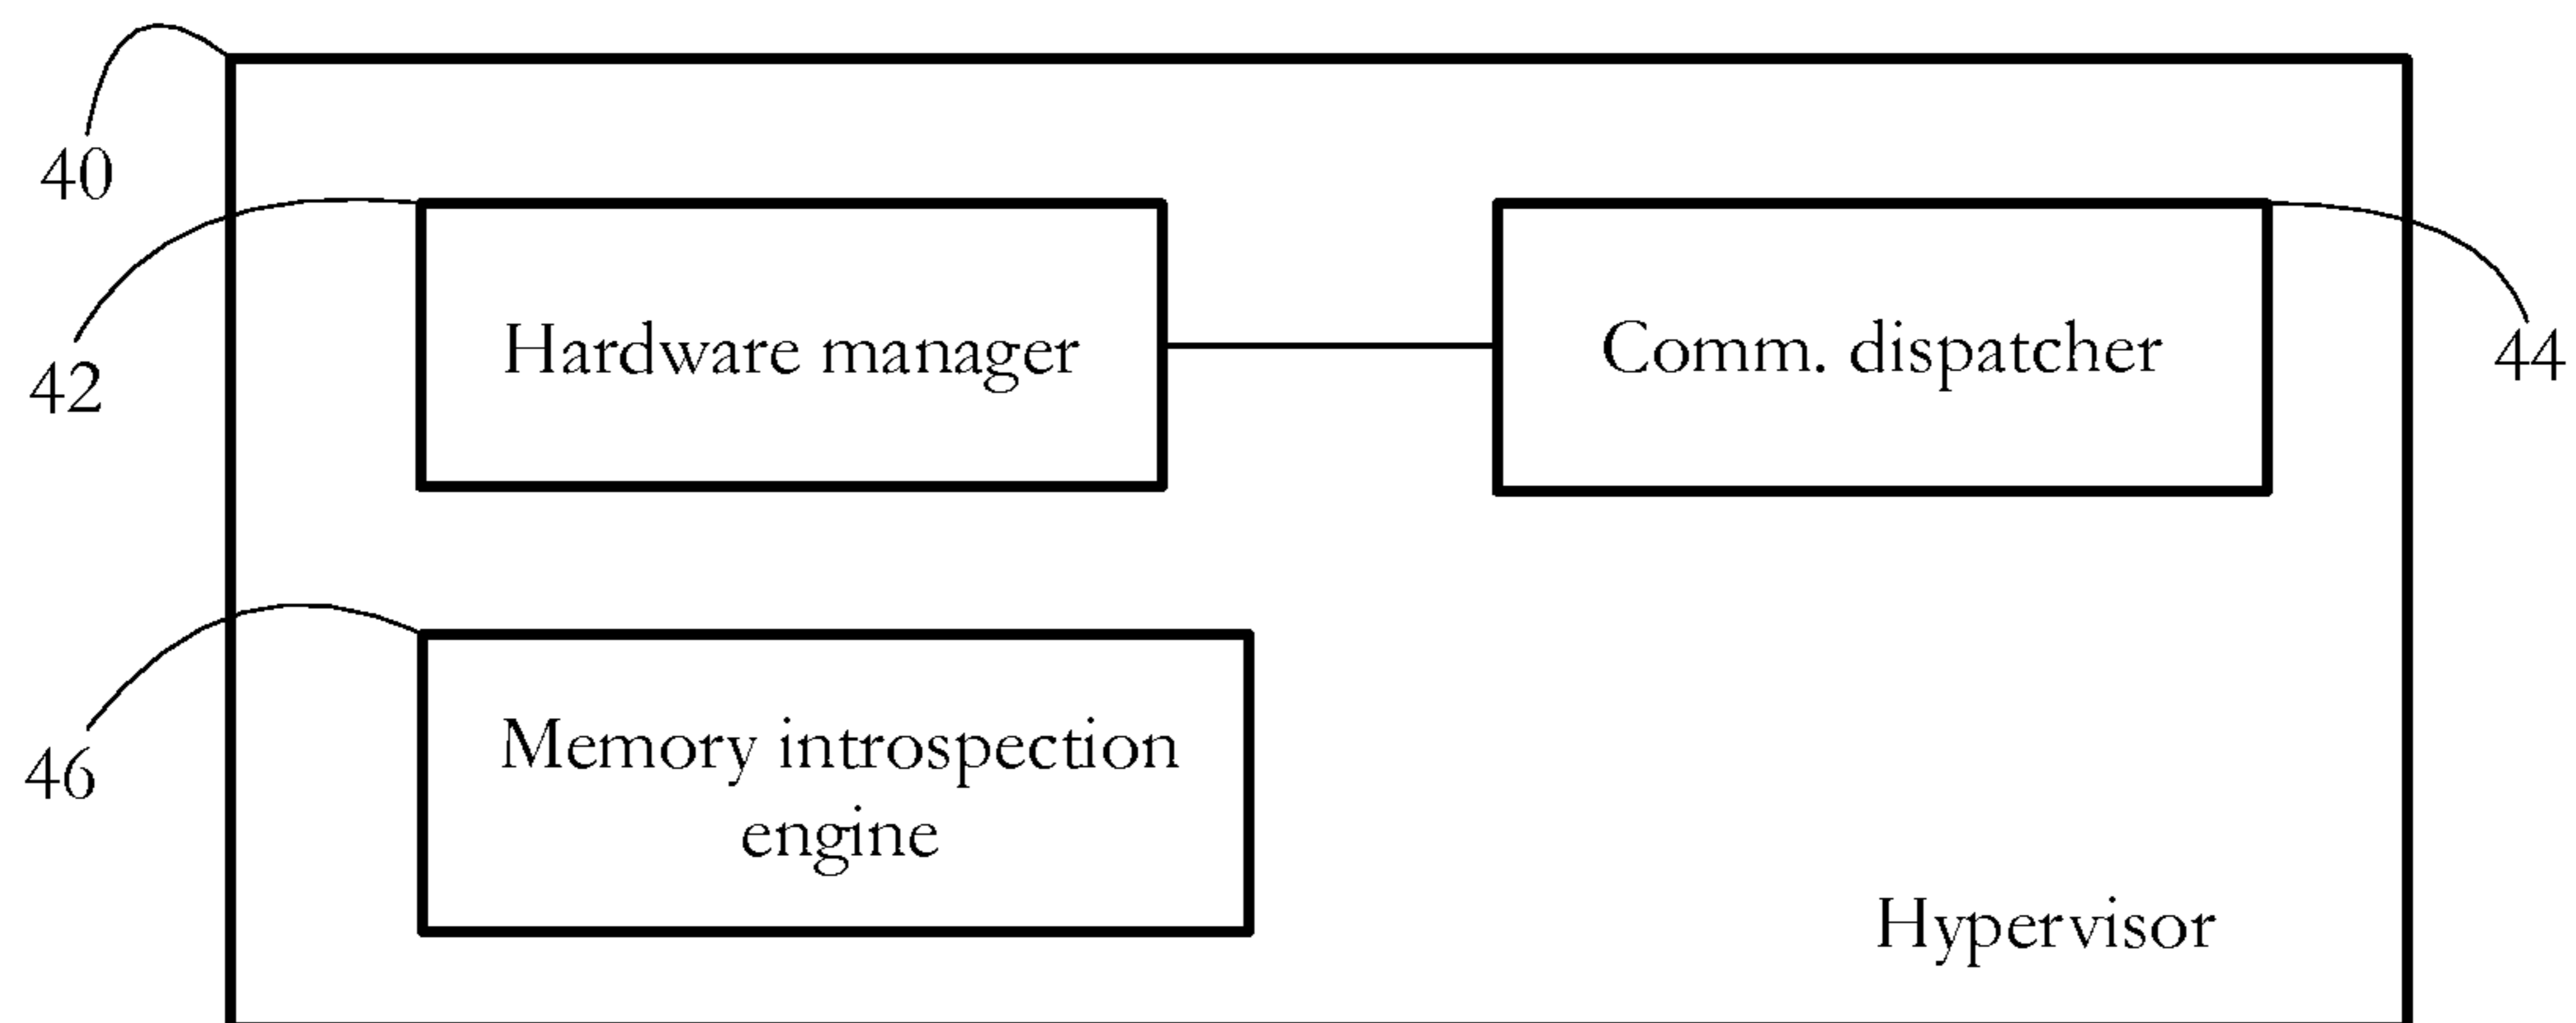 40
42
Hardware manager
Comm. dispatcher
44
46
Memory introspection
engine
Hypervisor